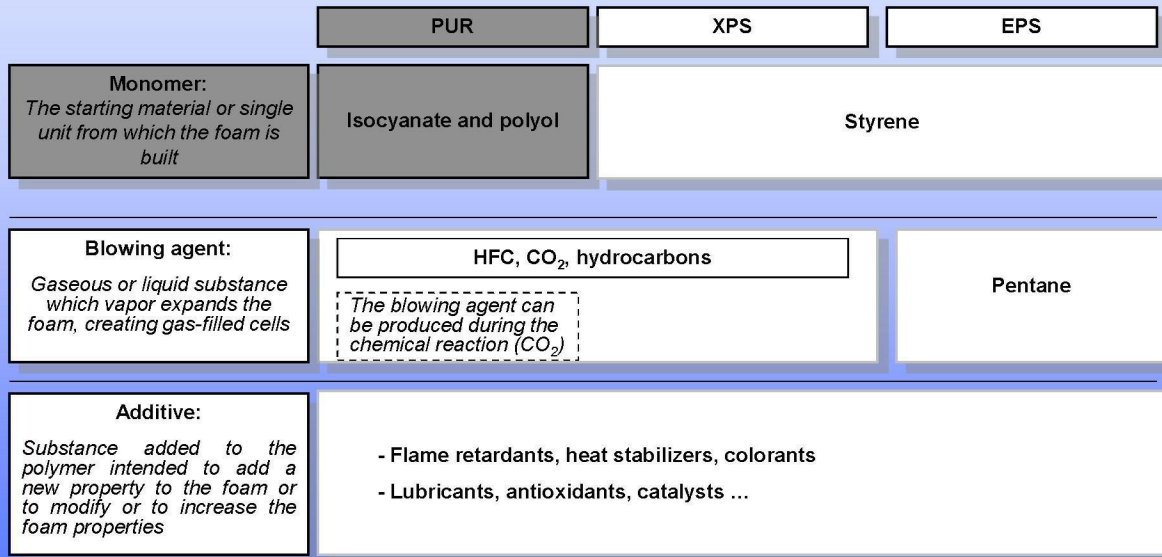 PUR
XPS
EPS
Monomer:
The starting material or single
unit from which the foam is
built
Isocyanate and polyol
Styrene
Blowing agent:
Gaseous or liquid substance
which vapor expands the
foam, creating gas-filled cells
HFC, CO₂, hydrocarbons
The blowing agent can
be produced during the
chemical reaction (CO₂)
Pentane
Additive:
Substance added to the
polymer intended to add a
new property to the foam or
to modify or to increase the
foam properties
- Flame retardants, heat stabilizers, colorants
- Lubricants, antioxidants, catalysts ...